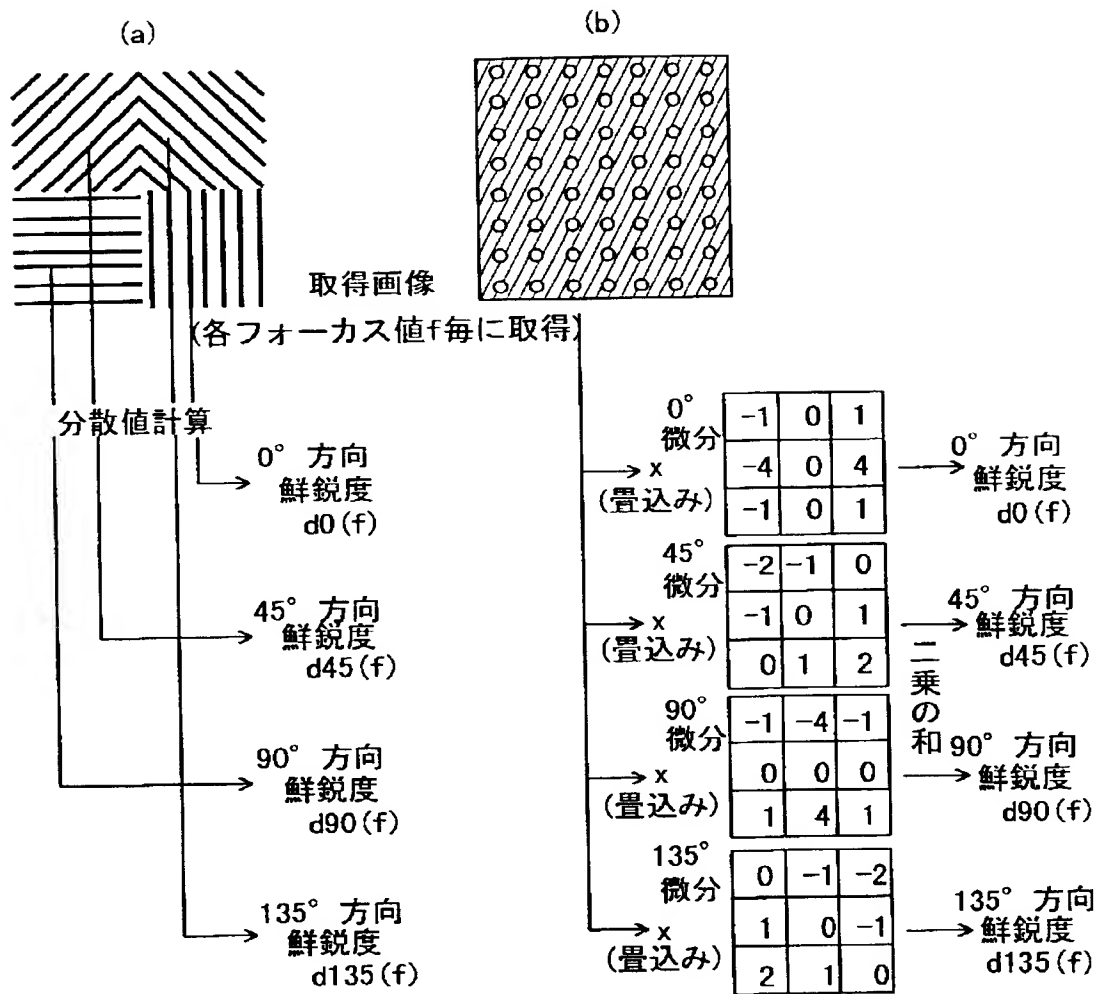 (a)
(b)
取得画像
(各フォーカス値f毎に取得)
分散値計算
0° 方向
鮮鋭度
d0(f)
45° 方向
鮮鋭度
d45(f)
90° 方向
鮮鋭度
d90(f)
135° 方向
鮮鋭度
d135(f)
0°
微分
x
(畳込み)
-1 0 1
-4 0 4
-1 0 1
0° 方向
鮮鋭度
d0(f)
45°
微分
x
(畳込み)
-2 -1 0
-1 0 1
0 1 2
45° 方向
鮮鋭度
d45(f)
二乗の和
90°
微分
x
(畳込み)
-1 -4 -1
0 0 0
1 4 1
90° 方向
鮮鋭度
d90(f)
135°
微分
x
(畳込み)
0 -1 -2
1 0 -1
2 1 0
135° 方向
鮮鋭度
d135(f)